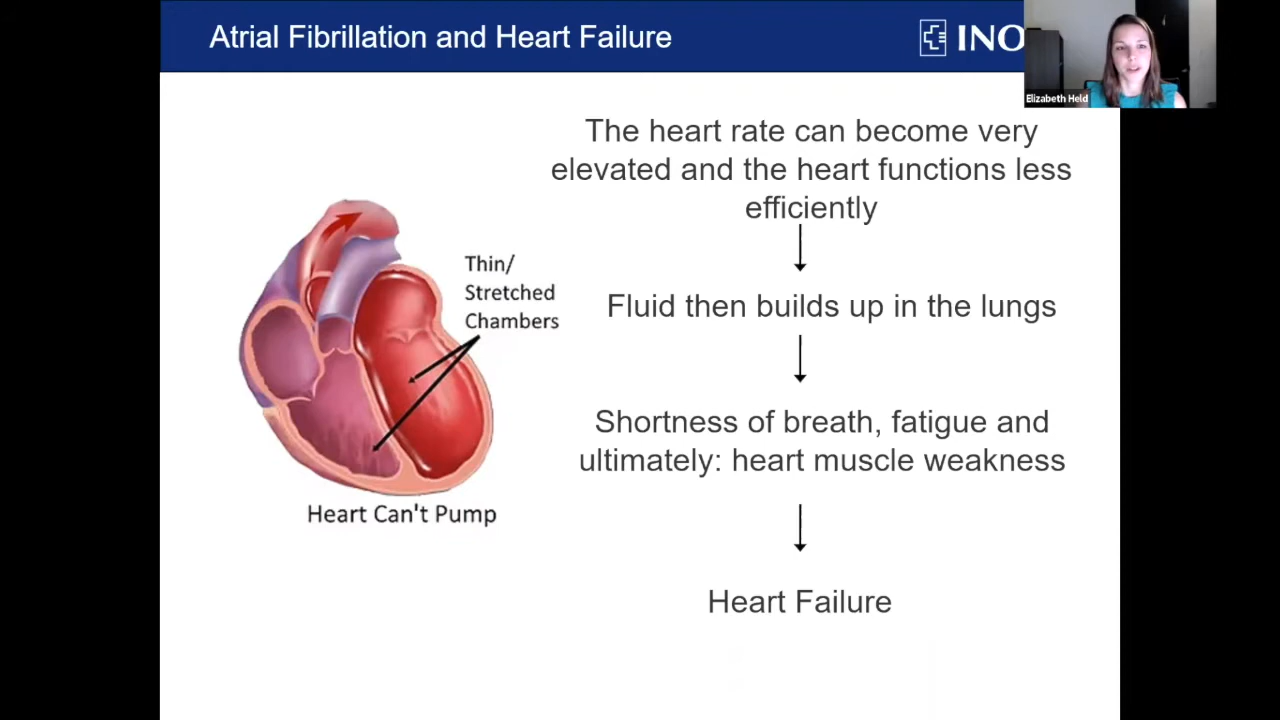 Atrial Fibrillation and Heart Failure
INO
Elizabeth Held
The heart rate can become very
elevated and the heart functions less
efficiently
Thin/
Stretched
Chambers
Fluid then builds up in the lungs
Shortness of breath, fatigue and
ultimately: heart muscle weakness
Heart Can't Pump
Heart Failure